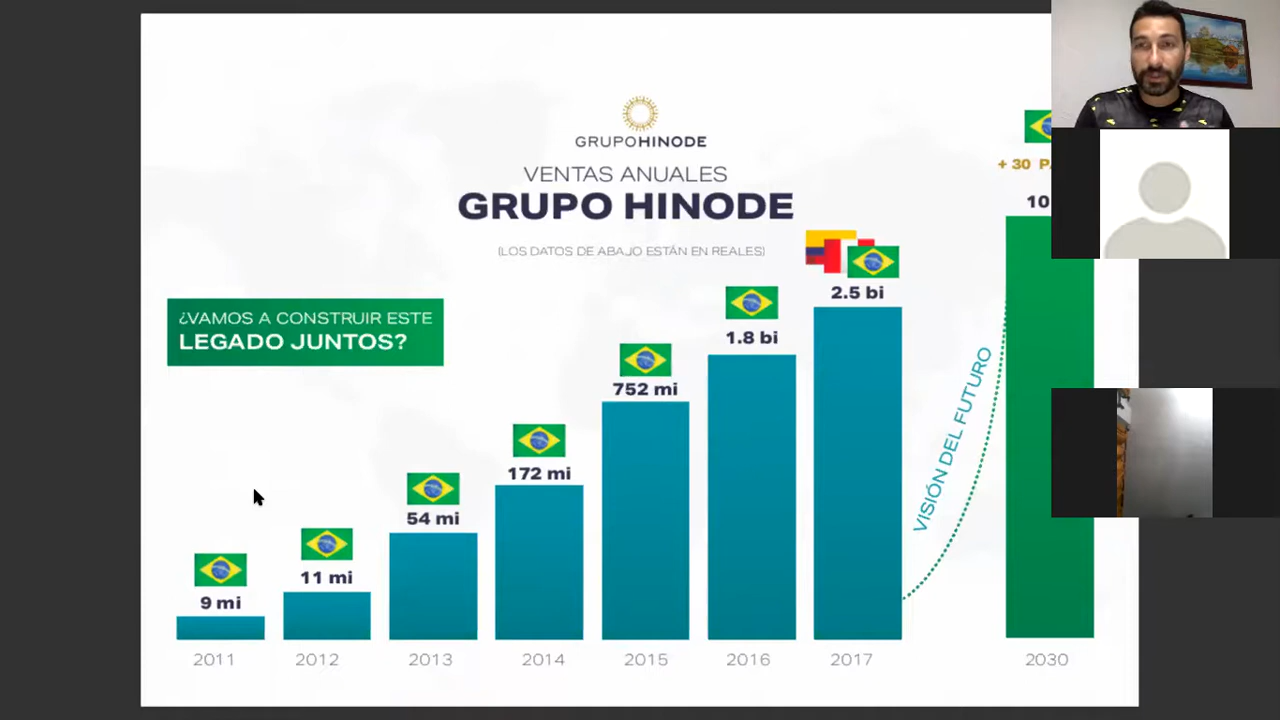 GRUPOHINODE
VENTAS ANUALES
GRUPO HINODE
(LOS DATOS DE ABAJO ESTÁN EN REALES)
¿VAMOS A CONSTRUIR ESTE
LEGADO JUNTOS?
9 mi
11 mi
54 mi
172 mi
752 mi
1.8 bi
2.5 bi
+ 30
10
VISIÓN DEL FUTURO
2011
2012
2013
2014
2015
2016
2017
2030